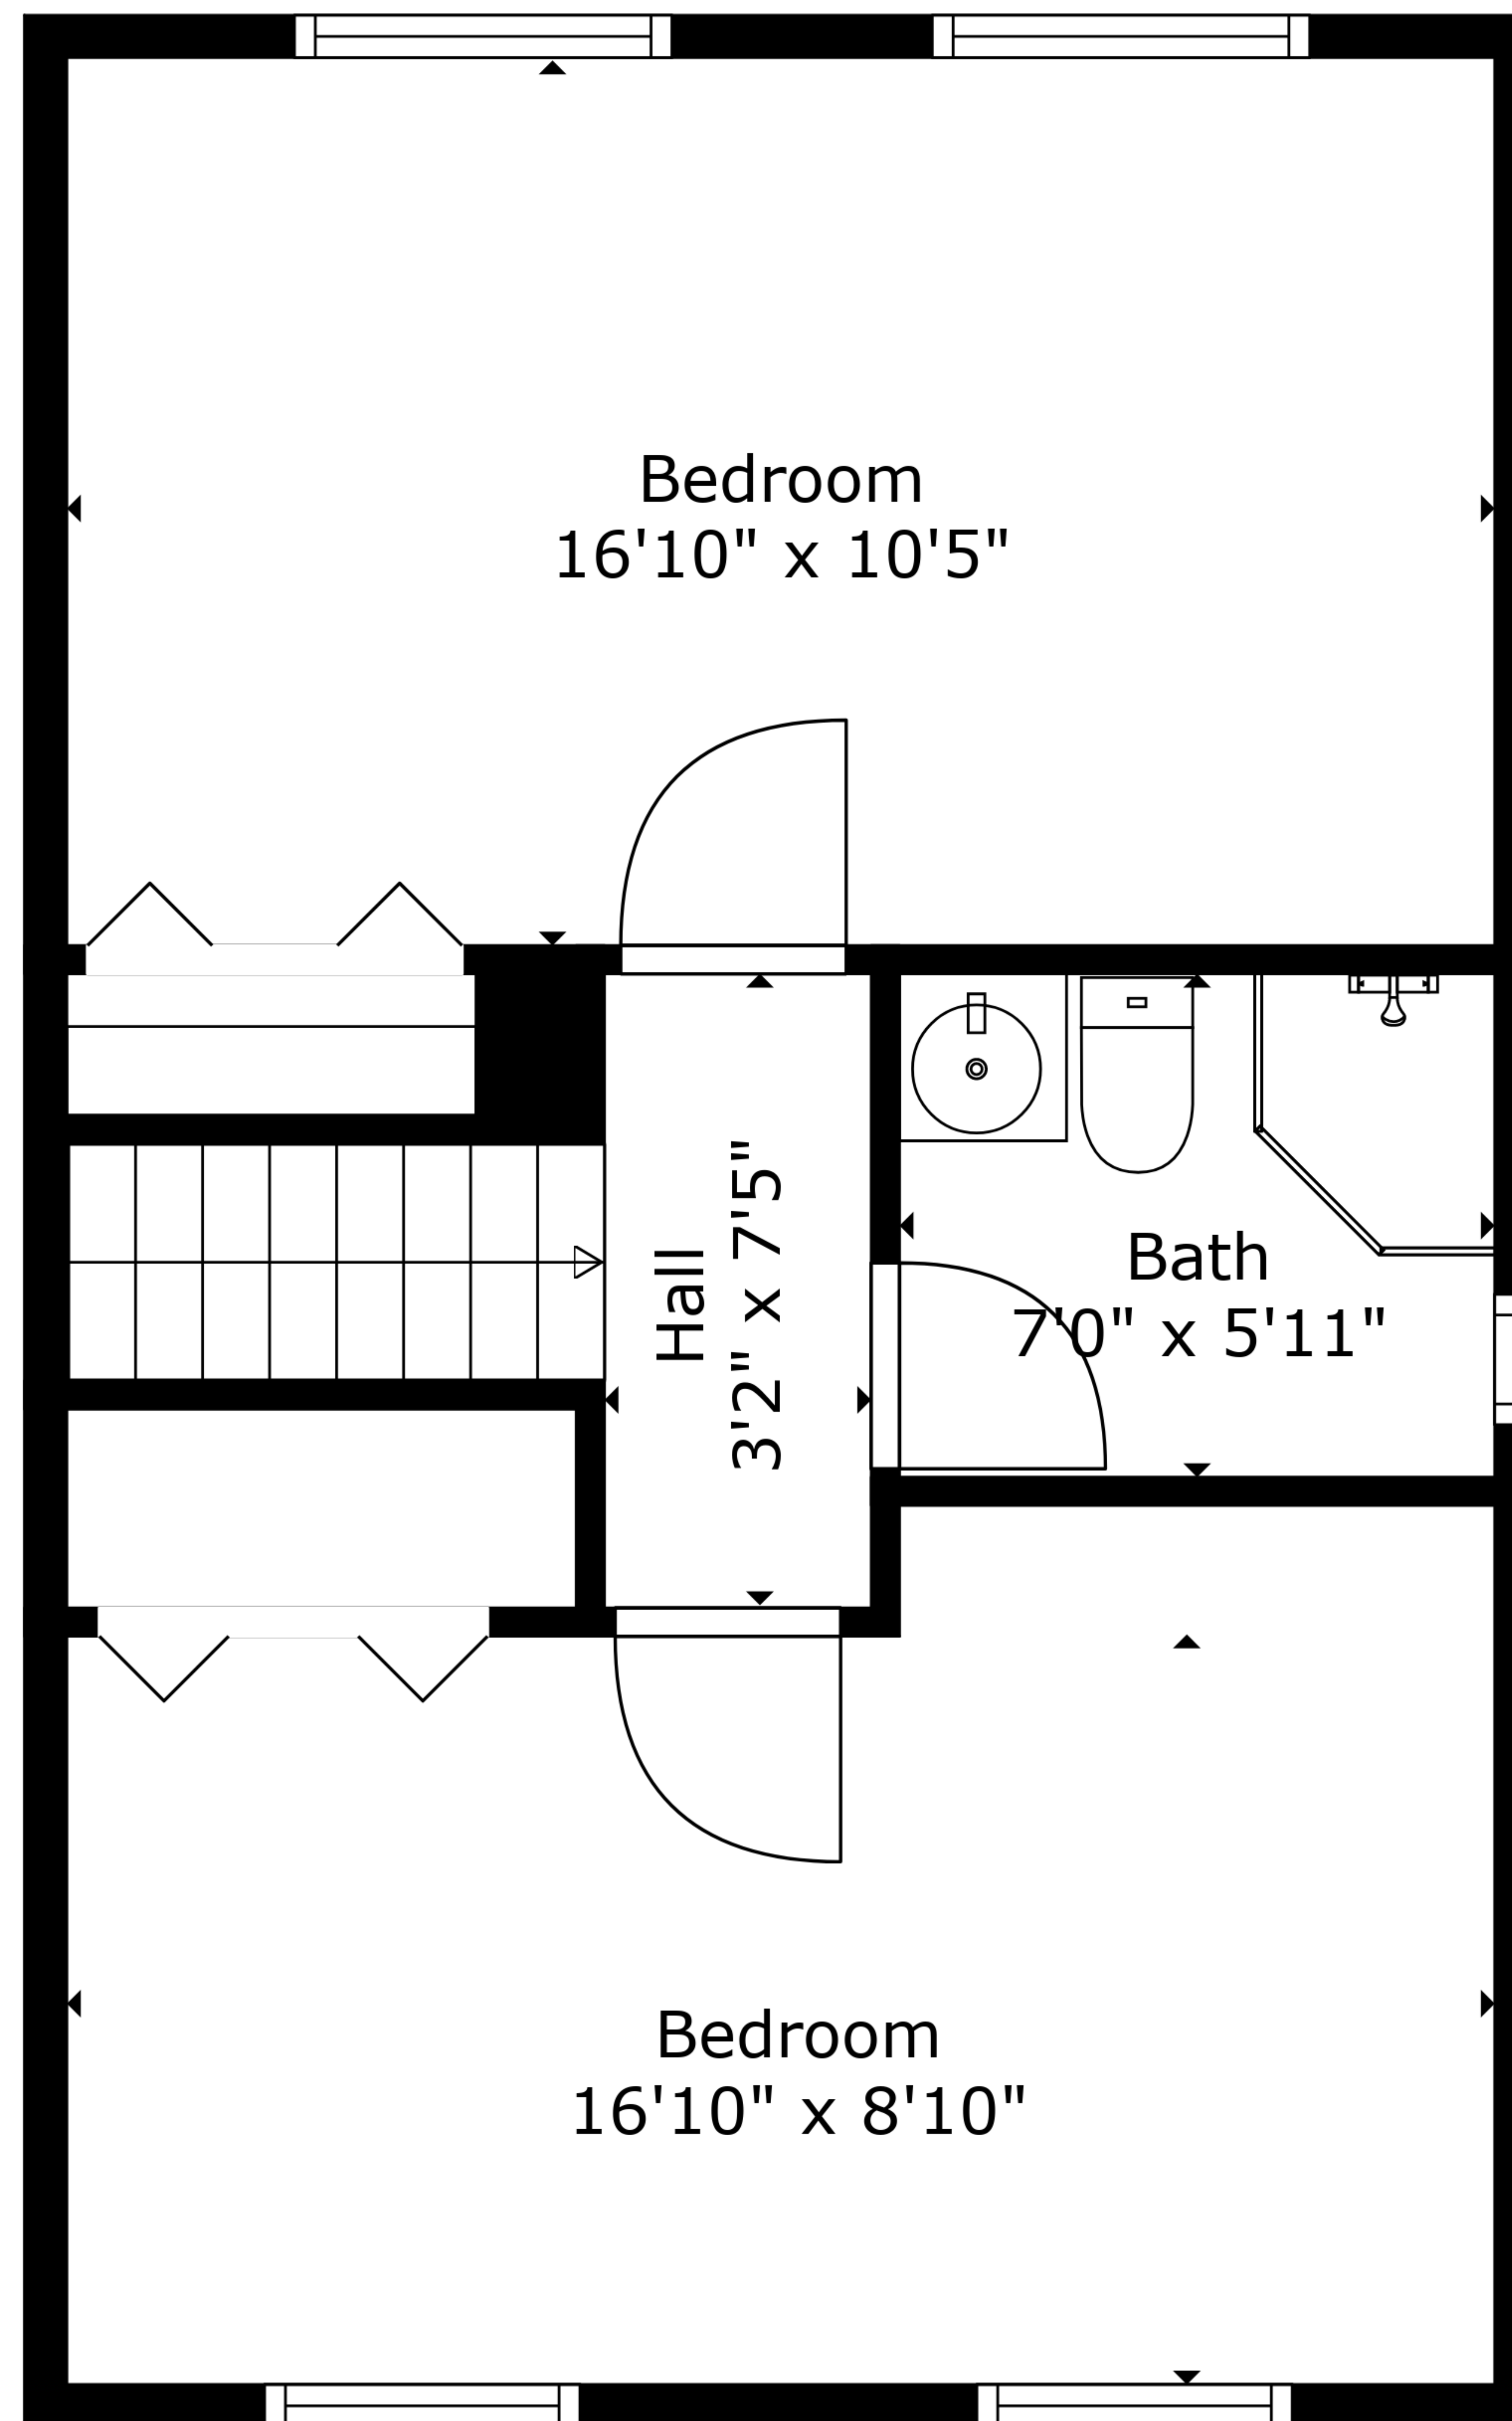 Bedroom
16'10" x 10'5"
Hall
3'2" x 7'5"
Bath
7'0" x 5'11"
Bedroom
16'10" x 8'10"